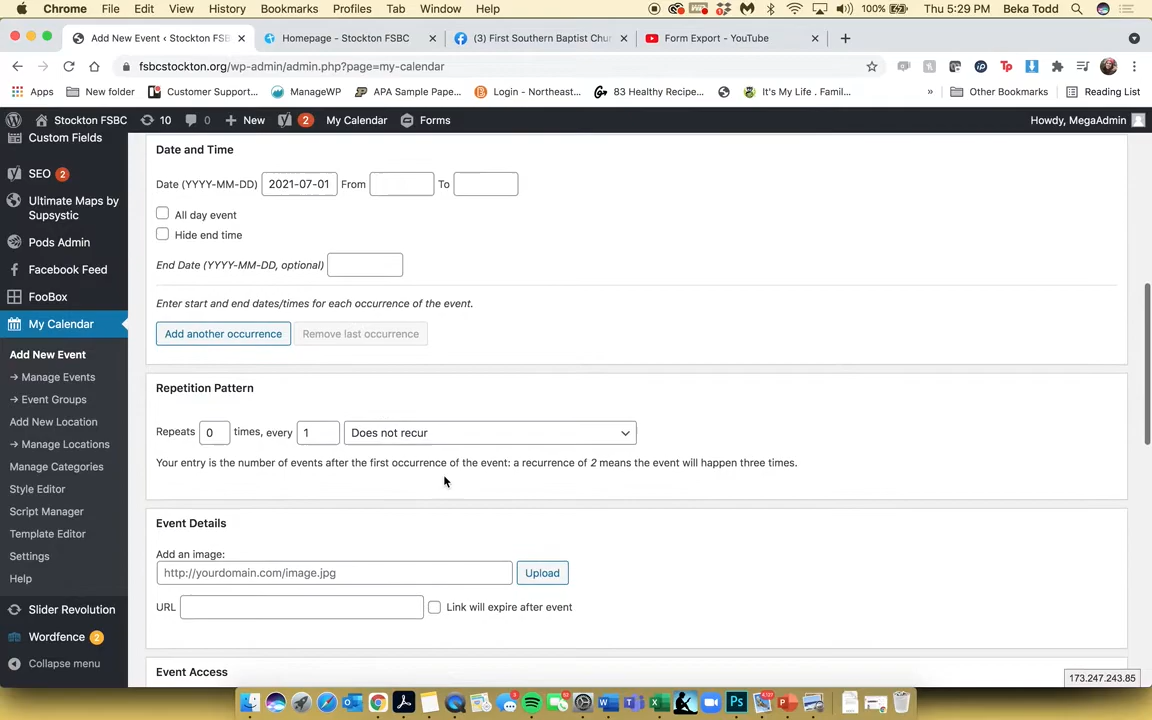 Chrome File Edit View History Bookmarks Profiles Tab Window Help 100% Thu 5:29 PM Beka Todd
Add New Event ‹ Stockton FSB Homepage - Stockton FSBC (3) First Southern Baptist Chu Form Export - YouTube
fsbcstockton.org/wp-admin/admin.php?page=my-calendar
Apps New folder Customer Support... ManageWP APA Sample Pape... Login - Northeast... 83 Healthy Recipe... It's My Life . Fami... » Other Bookmarks Reading List
Stockton FSBC 10 0 New 2 My Calendar Forms Howdy, MegaAdmin
Custom Fields
SEO 2
Ultimate Maps by
Supsystic
Pods Admin
Facebook Feed
FooBox
My Calendar
Add New Event
→ Manage Events
→ Event Groups
Add New Location
→ Manage Locations
Manage Categories
Style Editor
Script Manager
Template Editor
Settings
Help
Slider Revolution
Wordfence 2
Collapse menu
Date and Time
Date (YYYY-MM-DD) 2021-07-01 From To
All day event
Hide end time
End Date (YYYY-MM-DD, optional)
Enter start and end dates/times for each occurrence of the event.
Add another occurrence Remove last occurrence
Repetition Pattern
Repeats 0 times, every 1 Does not recur
Your entry is the number of events after the first occurrence of the event: a recurrence of 2 means the event will happen three times.
Event Details
Add an image:
http://yourdomain.com/image.jpg Upload
URL Link will expire after event
Event Access
173.247.243.85